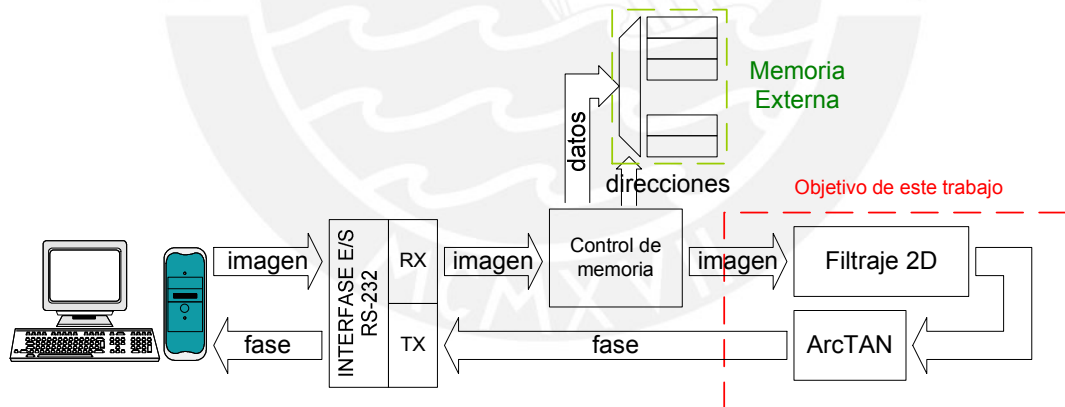 Memoria
Externa
datos
direcciones
Objetivo de este trabajo
imagen
INTERFASE E/S
RS-232
RX
imagen
Control de
memoria
imagen
Filtraje 2D
fase
TX
fase
ArcTAN
MXVII